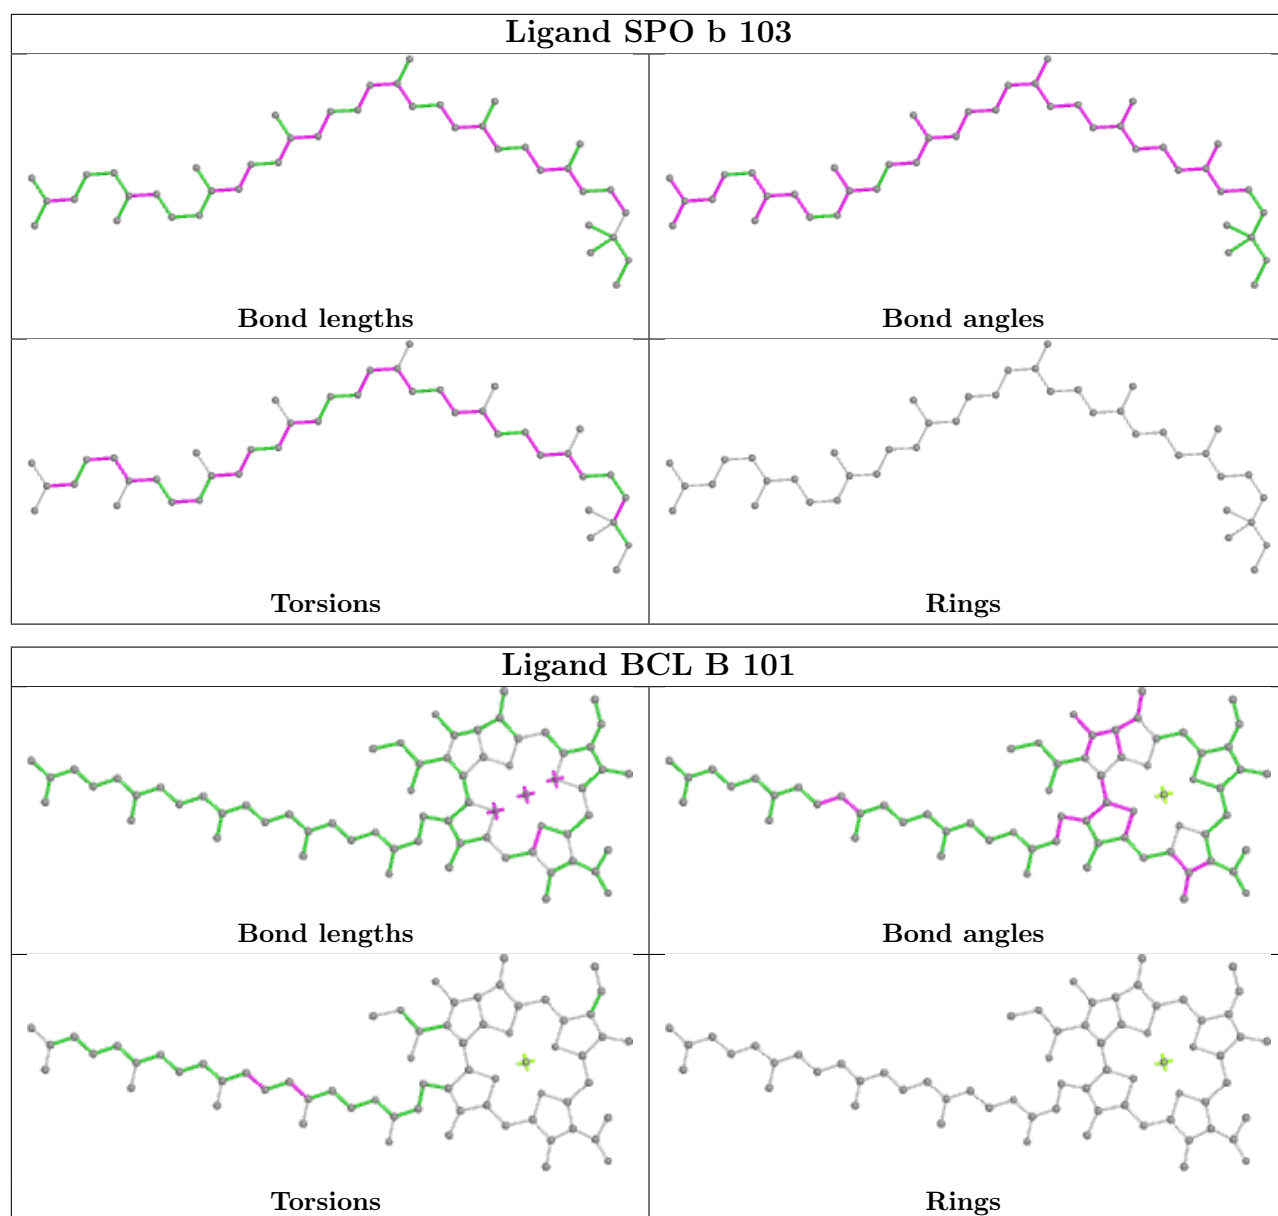 Ligand SPO b 103
Bond lengths
Bond angles
Torsions
Rings
Ligand BCL B 101
Bond lengths
Bond angles
Torsions
Rings